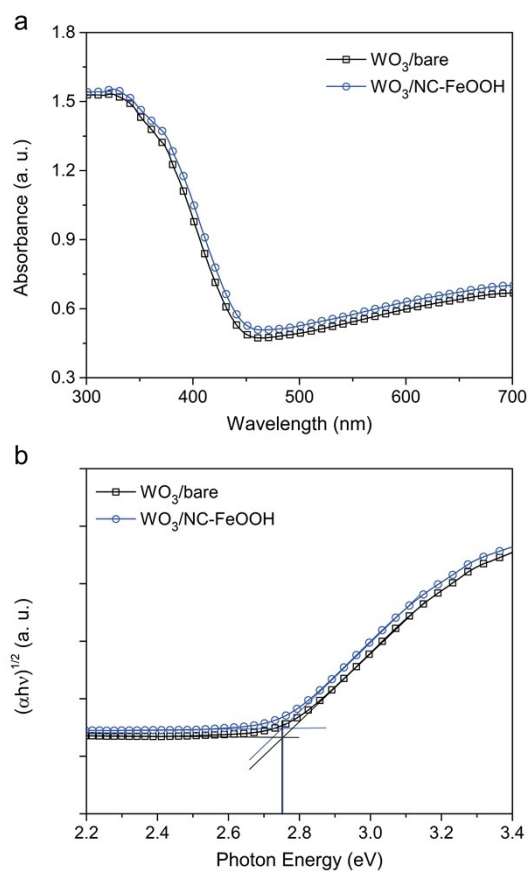 a
1.8
1.5
1.2
0.9
0.6
0.3
Absorbance (a. u.)
WO₃/bare
WO₃/NC-FeOOH
300 400 500 600 700
Wavelength (nm)
b
WO₃/bare
WO₃/NC-FeOOH
(αhν)¹/² (a. u.)
2.2 2.4 2.6 2.8 3.0 3.2 3.4
Photon Energy (eV)